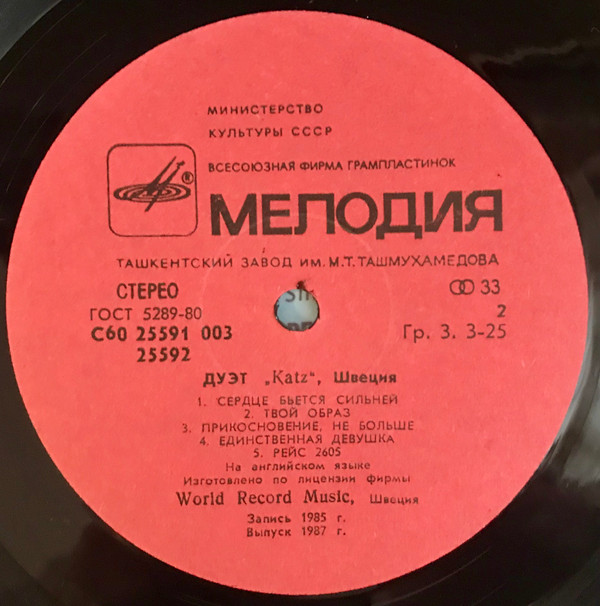 МИНИСТЕРСТВО
КУЛЬТУРЫ СССР
ВСЕСОЮЗНАЯ ФИРМА ГРАМПЛАСТИНОК
®
МЕЛОДИЯ
ТАШКЕНТСКИЙ ЗАВОД ИМ. М.Т. ТАШМУХАМЕДОВА
СТЕРЕО
33
ГОСТ 5289-80
2
С60 25591 003
Гр. 3. 3-25
25592
ДУЭТ „Katz“, Швеция
1. СЕРДЦЕ БЬЕТСЯ СИЛЬНЕЙ
2. ТВОЙ ОБРАЗ
3. ПРИКОСНОВЕНИЕ, НЕ БОЛЬШЕ
4. ЕДИНСТВЕННАЯ ДЕВУШКА
5. РЕЙС 2605
На английском языке
Изготовлено по лицензии фирмы
World Record Music, Швеция
Запись 1985 г.
Выпуск 1987 г.